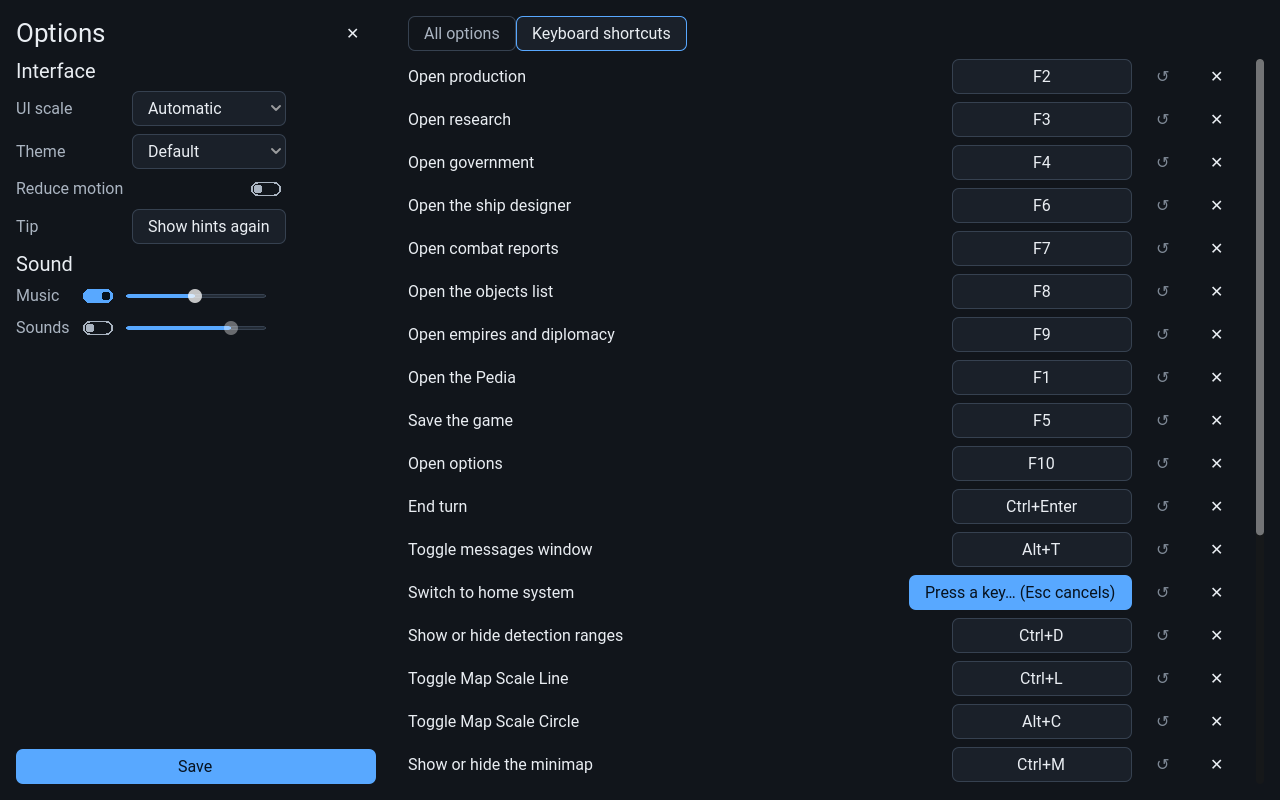 Options
✕
Interface
UI scale
Automatic
Theme
Default
Reduce motion
Tip
Show hints again
Sound
Music
Sounds
Save
All options
Keyboard shortcuts
Open production F2 ↺ ✕
Open research F3 ↺ ✕
Open government F4 ↺ ✕
Open the ship designer F6 ↺ ✕
Open combat reports F7 ↺ ✕
Open the objects list F8 ↺ ✕
Open empires and diplomacy F9 ↺ ✕
Open the Pedia F1 ↺ ✕
Save the game F5 ↺ ✕
Open options F10 ↺ ✕
End turn Ctrl+Enter ↺ ✕
Toggle messages window Alt+T ↺ ✕
Switch to home system Press a key... (Esc cancels) ↺ ✕
Show or hide detection ranges Ctrl+D ↺ ✕
Toggle Map Scale Line Ctrl+L ↺ ✕
Toggle Map Scale Circle Alt+C ↺ ✕
Show or hide the minimap Ctrl+M ↺ ✕